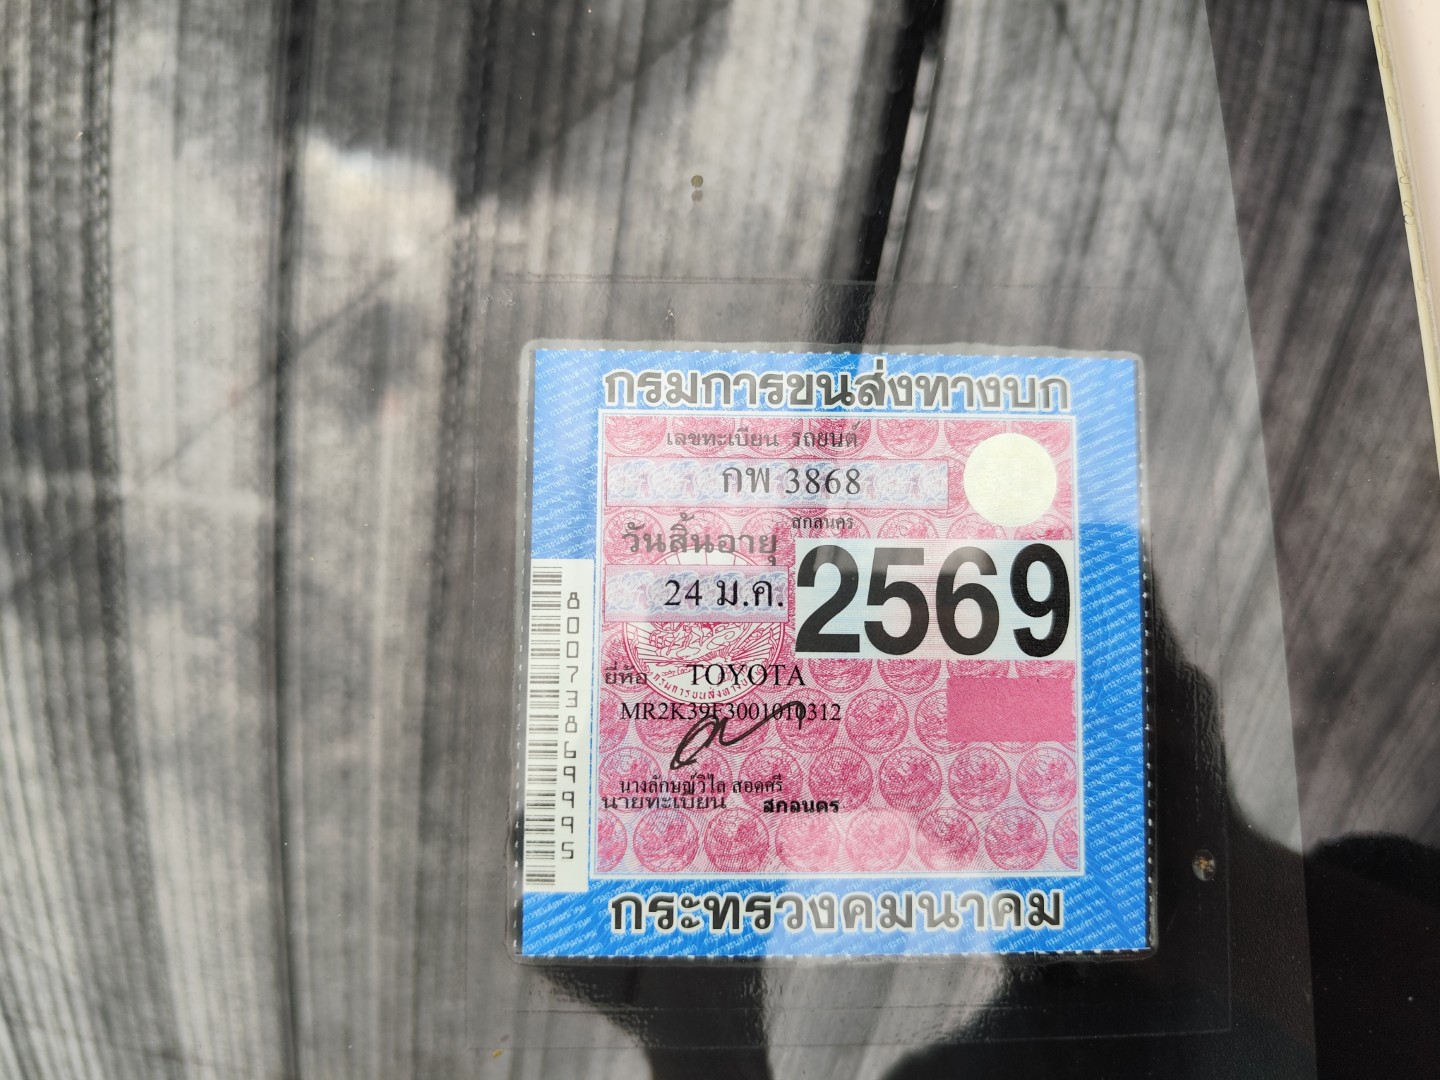 กรมการขนส่งทางบก
เลขทะเบียน รถยนต์
กพ 3868
สกลนคร
วันสิ้นอายุ
24 ม.ค. 2569
ยี่ห้อ TOYOTA
MR2K39F3001010312
นางลักษณ์วิไล สอดศรี
นายทะเบียน สกลนคร
กระทรวงคมนาคม
80073869995